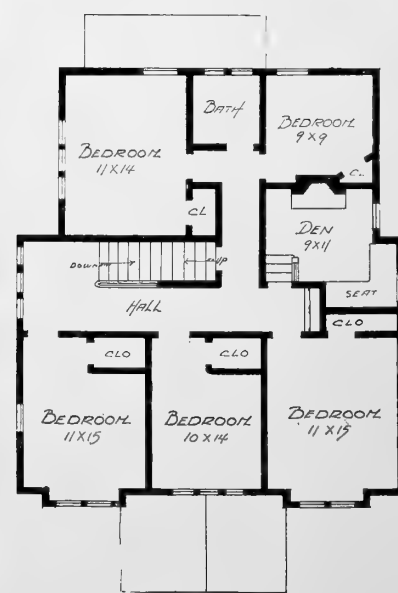 BATH
BEDROOM
9 X 9
BEDROOM
11 X 14
CL
CL
DEN
9 X 11
DOWN
UP
SEAT
HALL
CLO
CLO
CLO
BEDROOM
11 X 15
BEDROOM
10 X 14
BEDROOM
11 X 15